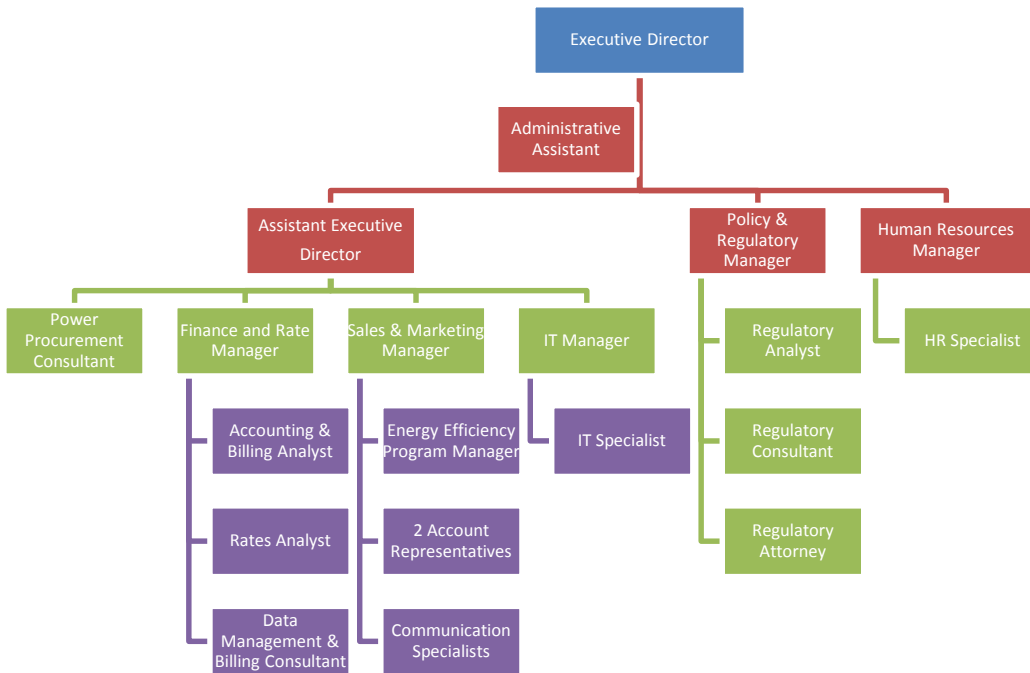 Executive Director
Administrative
Assistant
Assistant Executive
Director
Policy &
Regulatory
Manager
Human Resources
Manager
Power
Procurement
Consultant
Finance and Rate
Manager
Sales & Marketing
Manager
IT Manager
Regulatory
Analyst
HR Specialist
Accounting &
Billing Analyst
Energy Efficiency
Program Manager
IT Specialist
Regulatory
Consultant
Rates Analyst
2 Account
Representatives
Regulatory
Attorney
Data
Management &
Billing Consultant
Communication
Specialists